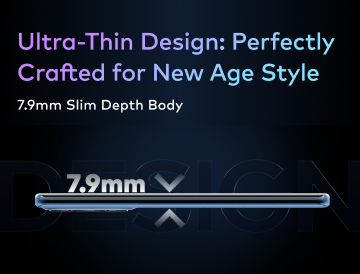 Ultra-Thin Design: Perfectly
Crafted for New Age Style
7.9mm Slim Depth Body
DESIGN
7.9mm